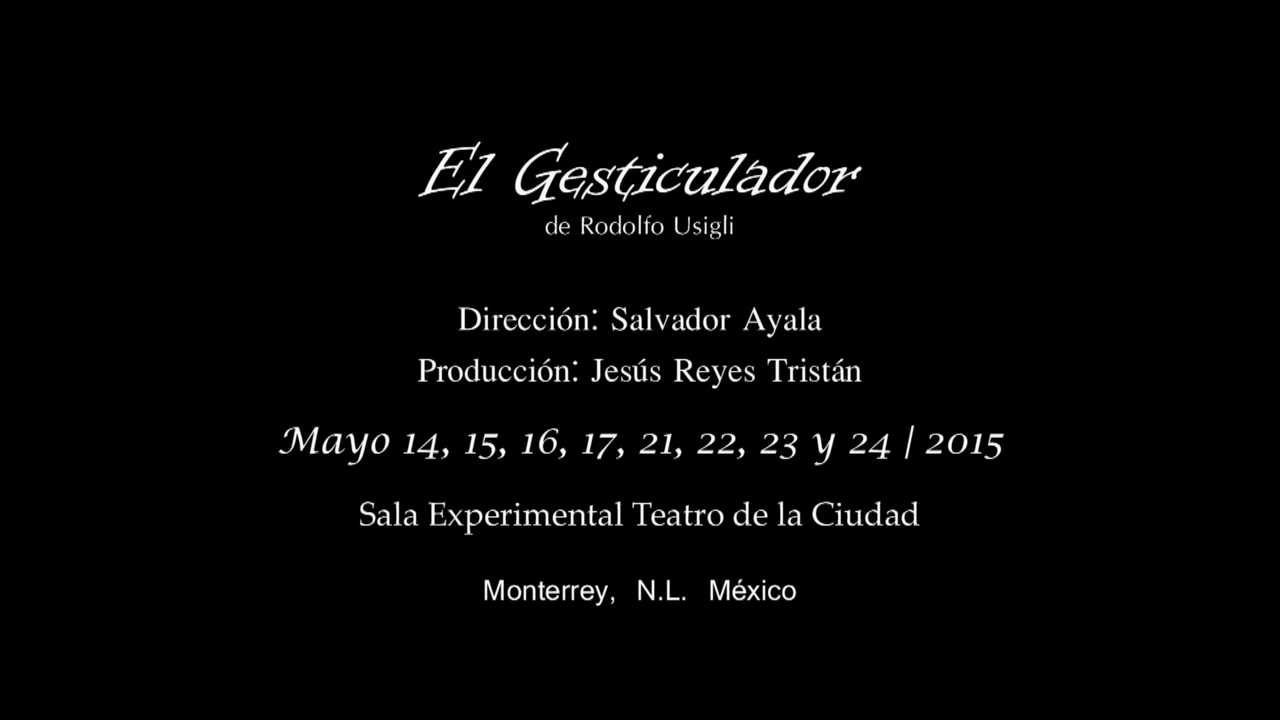 El Gesticulador
de Rodolfo Usigli
Dirección: Salvador Ayala
Producción: Jesús Reyes Tristán
Mayo 14, 15, 16, 17, 21, 22, 23 y 24 | 2015
Sala Experimental Teatro de la Ciudad
Monterrey, N.L. México